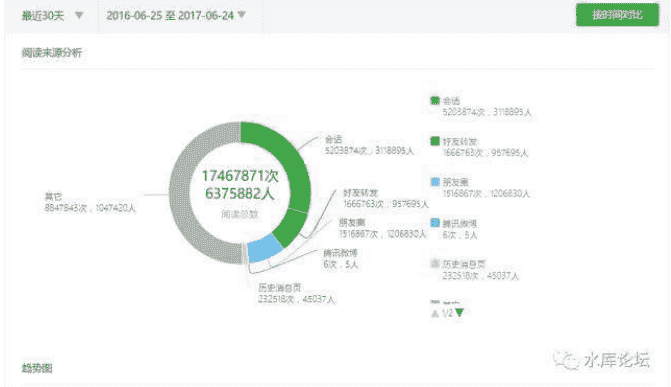 最近30天
2016-06-25 至 2017-06-24
按时间对比
阅读来源分析
17467871次
6375882人
阅读总数
会话
5203874次，3118895人
好友转发
1666763次，957695人
朋友圈
1516867次，1206830人
腾讯微博
6次，5人
历史消息页
232518次，45037人
其它
8847843次，1047420人
会话
5203874次，3118895人
好友转发
1666763次，957695人
朋友圈
1516867次，1206830人
腾讯微博
6次，5人
历史消息页
232518次，45037人
1/2
趋势图
水库论坛